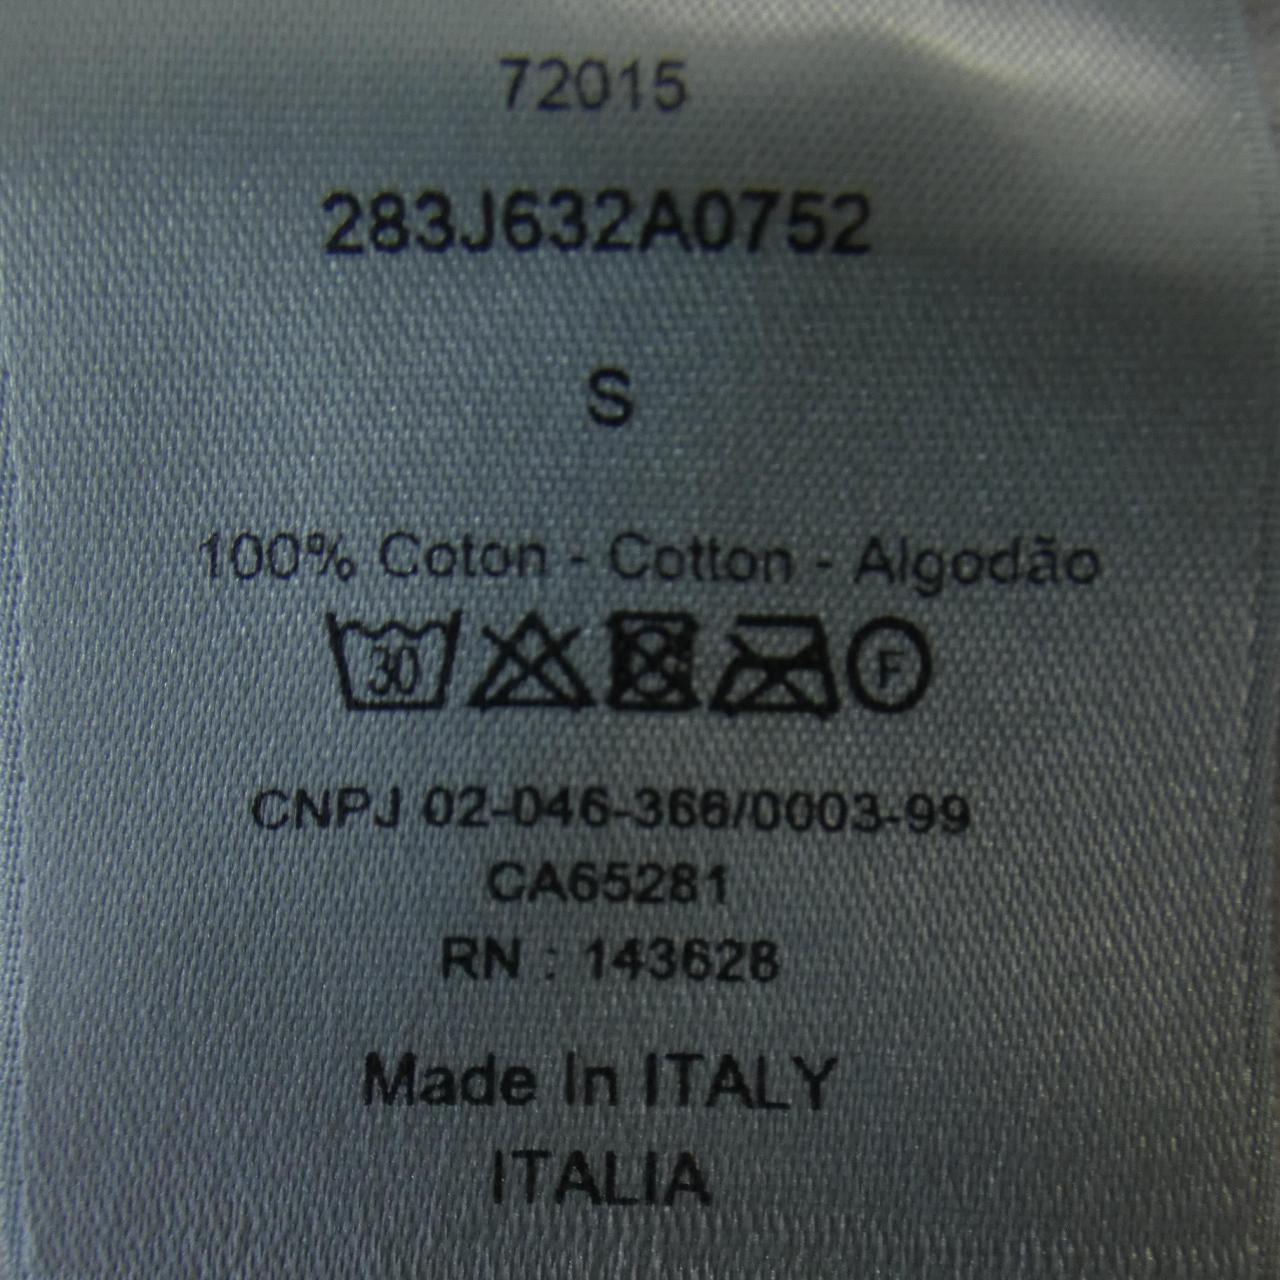 72015
283J632A0752
S
100% Coton - Cotton - Algodão
30 F
CNPJ 02-046-366/0003-99
CA65281
RN : 143628
Made In ITALY
ITALIA